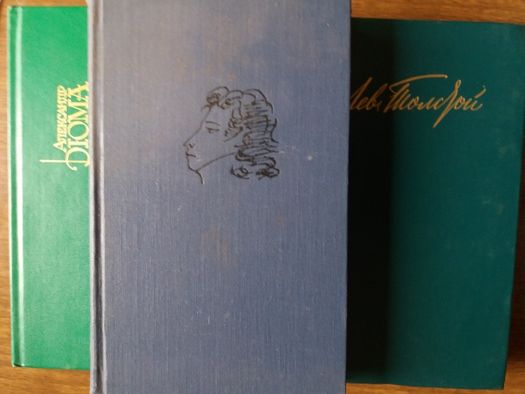 Александр
Дюма
Лев Толстой